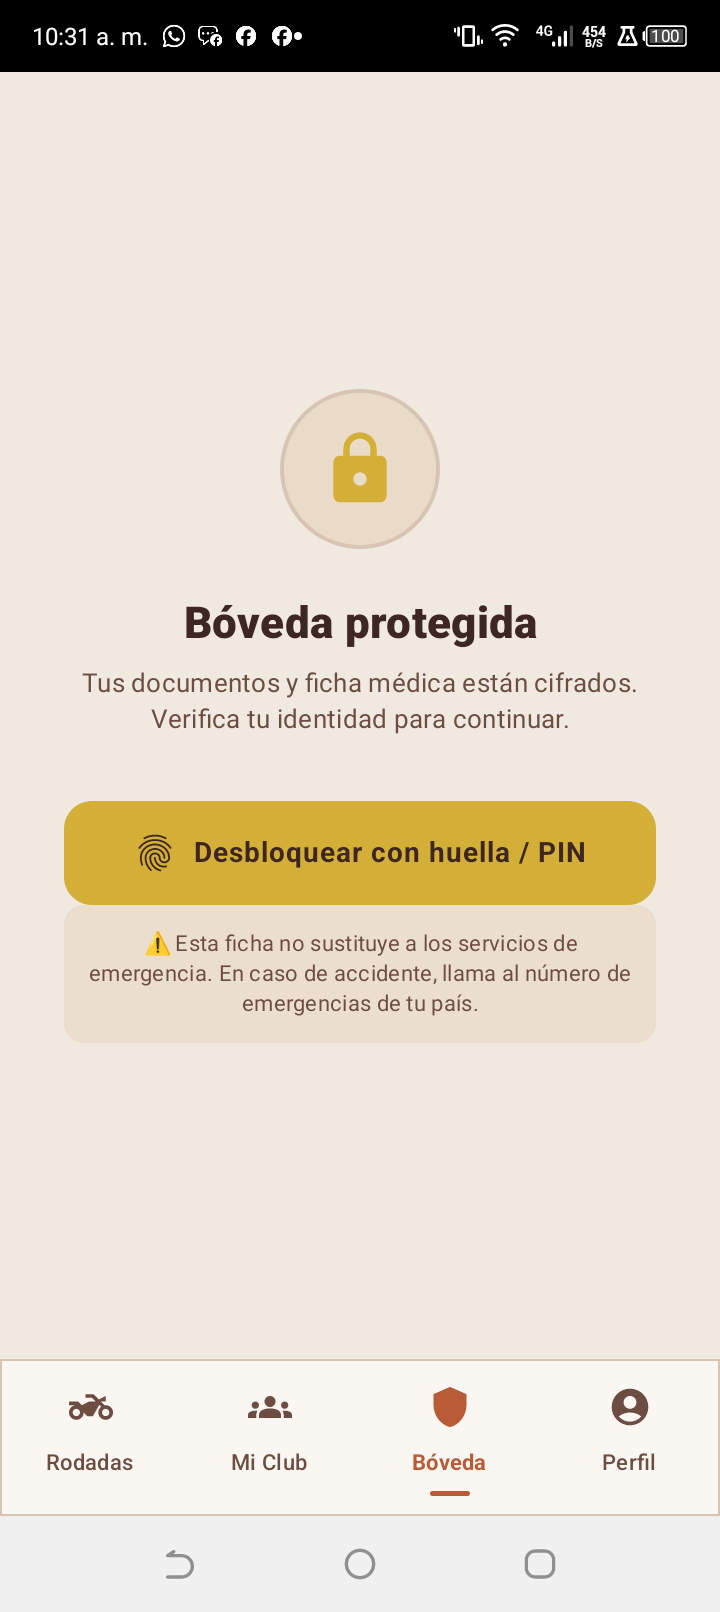 10:31 a. m.
4G 454 B/S 100
Bóveda protegida
Tus documentos y ficha médica están cifrados.
Verifica tu identidad para continuar.
Desbloquear con huella / PIN
⚠️ Esta ficha no sustituye a los servicios de
emergencia. En caso de accidente, llama al número de
emergencias de tu país.
Rodadas Mi Club Bóveda Perfil